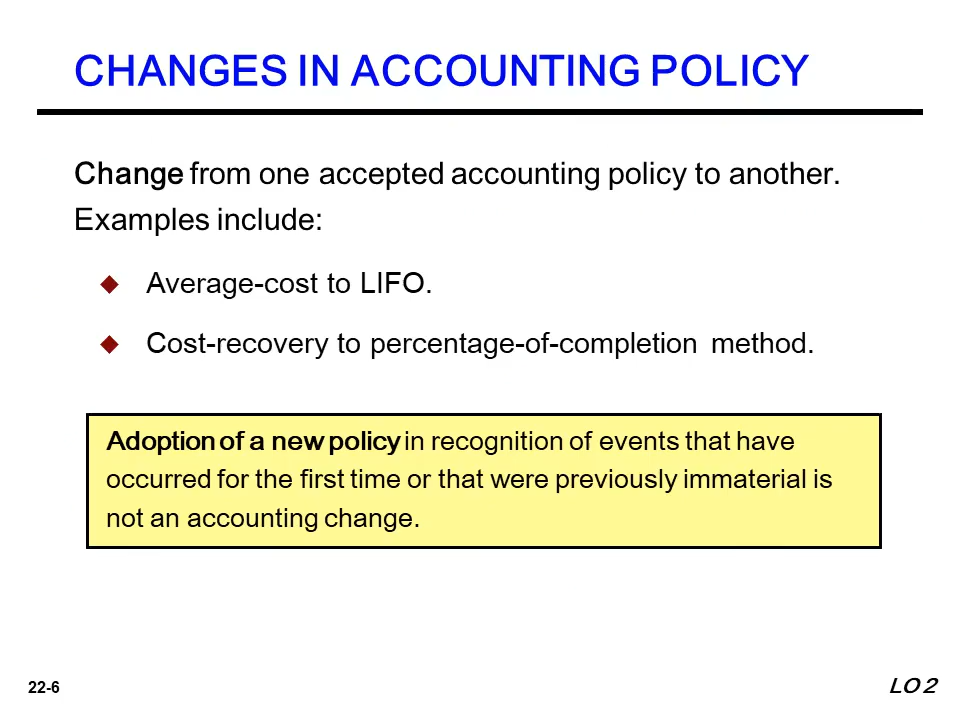 CHANGES IN ACCOUNTING POLICY
Change from one accepted accounting policy to another.
Examples include:
Average-cost to LIFO.
Cost-recovery to percentage-of-completion method.
Adoption of a new policy in recognition of events that have
occurred for the first time or that were previously immaterial is
not an accounting change.
22-6
LO 2